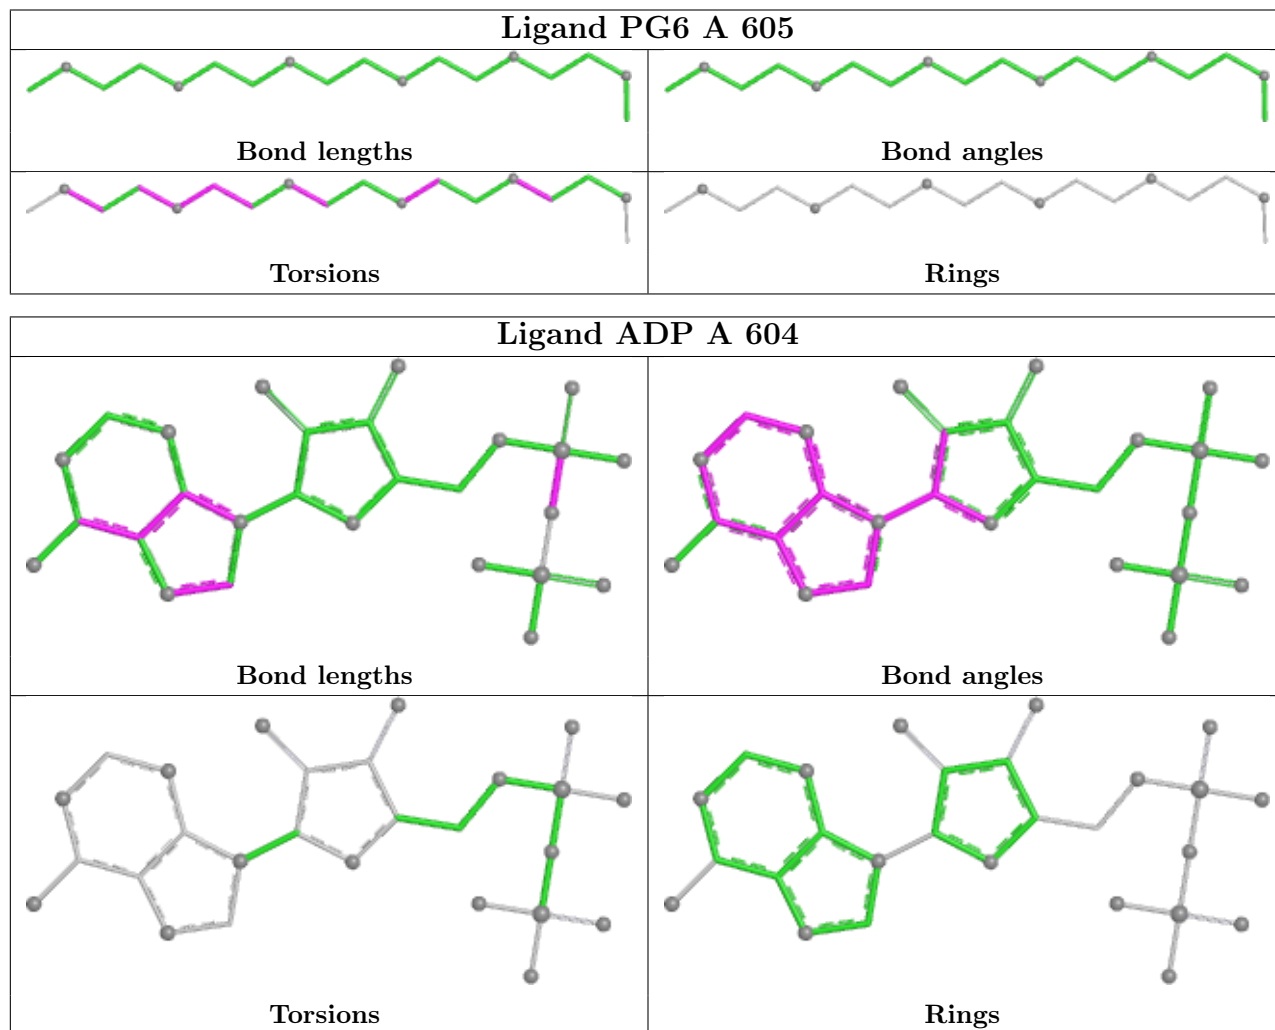 Ligand PG6 A 605
Bond lengths
Bond angles
Torsions
Rings
Ligand ADP A 604
Bond lengths
Bond angles
Torsions
Rings